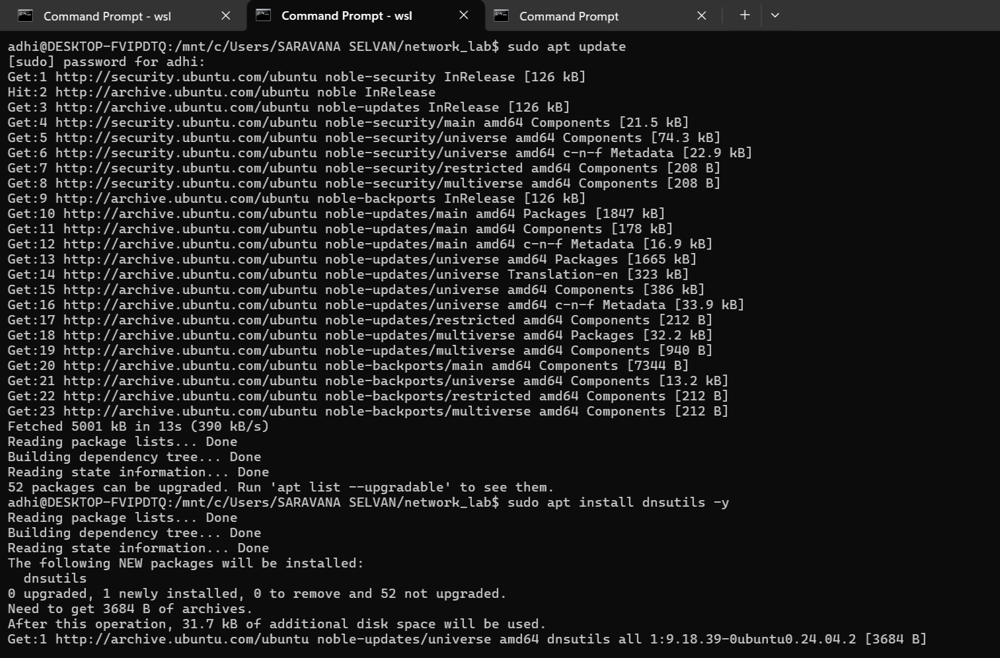 Command Prompt - wsl
Command Prompt - wsl
Command Prompt
adhi@DESKTOP-FVIPDTQ:/mnt/c/Users/SARAVANA SELVAN/network_lab$ sudo apt update
[sudo] password for adhi:
Get:1 http://security.ubuntu.com/ubuntu noble-security InRelease [126 kB]
Hit:2 http://archive.ubuntu.com/ubuntu noble InRelease
Get:3 http://archive.ubuntu.com/ubuntu noble-updates InRelease [126 kB]
Get:4 http://security.ubuntu.com/ubuntu noble-security/main amd64 Components [21.5 kB]
Get:5 http://security.ubuntu.com/ubuntu noble-security/universe amd64 Components [74.3 kB]
Get:6 http://security.ubuntu.com/ubuntu noble-security/universe amd64 c-n-f Metadata [22.9 kB]
Get:7 http://security.ubuntu.com/ubuntu noble-security/restricted amd64 Components [208 B]
Get:8 http://security.ubuntu.com/ubuntu noble-security/multiverse amd64 Components [208 B]
Get:9 http://archive.ubuntu.com/ubuntu noble-backports InRelease [126 kB]
Get:10 http://archive.ubuntu.com/ubuntu noble-updates/main amd64 Packages [1847 kB]
Get:11 http://archive.ubuntu.com/ubuntu noble-updates/main amd64 Components [178 kB]
Get:12 http://archive.ubuntu.com/ubuntu noble-updates/main amd64 c-n-f Metadata [16.9 kB]
Get:13 http://archive.ubuntu.com/ubuntu noble-updates/universe amd64 Packages [1665 kB]
Get:14 http://archive.ubuntu.com/ubuntu noble-updates/universe Translation-en [323 kB]
Get:15 http://archive.ubuntu.com/ubuntu noble-updates/universe amd64 Components [386 kB]
Get:16 http://archive.ubuntu.com/ubuntu noble-updates/universe amd64 c-n-f Metadata [33.9 kB]
Get:17 http://archive.ubuntu.com/ubuntu noble-updates/restricted amd64 Components [212 B]
Get:18 http://archive.ubuntu.com/ubuntu noble-updates/multiverse amd64 Packages [32.2 kB]
Get:19 http://archive.ubuntu.com/ubuntu noble-updates/multiverse amd64 Components [940 B]
Get:20 http://archive.ubuntu.com/ubuntu noble-backports/main amd64 Components [7344 B]
Get:21 http://archive.ubuntu.com/ubuntu noble-backports/universe amd64 Components [13.2 kB]
Get:22 http://archive.ubuntu.com/ubuntu noble-backports/restricted amd64 Components [212 B]
Get:23 http://archive.ubuntu.com/ubuntu noble-backports/multiverse amd64 Components [212 B]
Fetched 5001 kB in 13s (390 kB/s)
Reading package lists... Done
Building dependency tree... Done
Reading state information... Done
52 packages can be upgraded. Run 'apt list --upgradable' to see them.
adhi@DESKTOP-FVIPDTQ:/mnt/c/Users/SARAVANA SELVAN/network_lab$ sudo apt install dnsutils -y
Reading package lists... Done
Building dependency tree... Done
Reading state information... Done
The following NEW packages will be installed:
  dnsutils
0 upgraded, 1 newly installed, 0 to remove and 52 not upgraded.
Need to get 3684 B of archives.
After this operation, 31.7 kB of additional disk space will be used.
Get:1 http://archive.ubuntu.com/ubuntu noble-updates/universe amd64 dnsutils all 1:9.18.39-0ubuntu0.24.04.2 [3684 B]